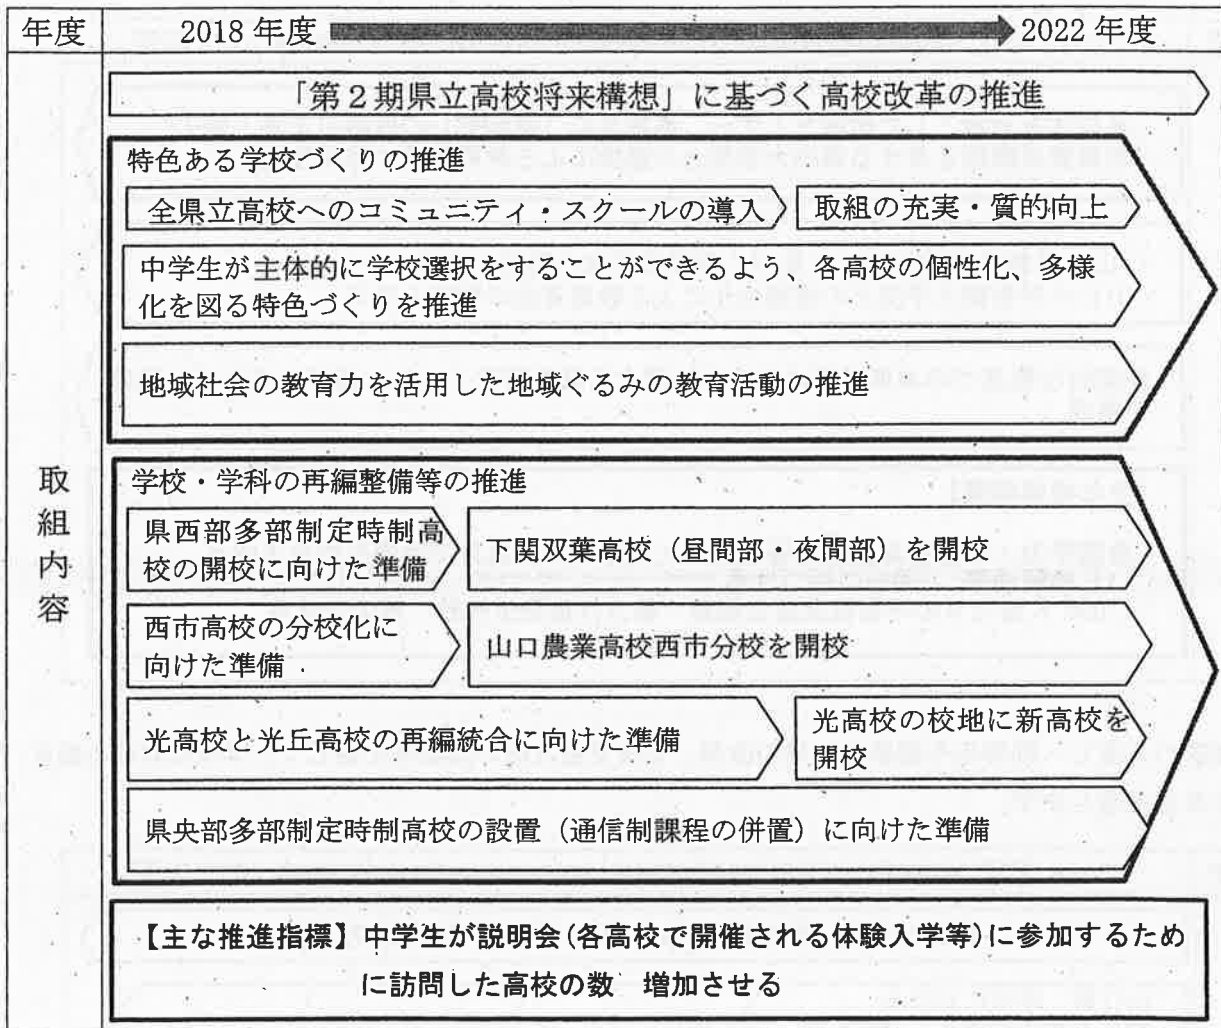 年度
2018 年度
2022 年度
「第２期県立高校将来構想」に基づく高校改革の推進
特色ある学校づくりの推進
全県立高校へのコミュニティ・スクールの導入
取組の充実・質的向上
中学生が主体的に学校選択をすることができるよう、各高校の個性化、多様
化を図る特色づくりを推進
地域社会の教育力を活用した地域ぐるみの教育活動の推進
取組内容
学校・学科の再編整備等の推進
県西部多部制定時制高
校の開校に向けた準備
下関双葉高校（昼間部・夜間部）を開校
西市高校の分校化に
向けた準備
山口農業高校西市分校を開校
光高校と光丘高校の再編統合に向けた準備
光高校の校地に新高校を
開校
県央部多部制定時制高校の設置（通信制課程の併置）に向けた準備
【主な推進指標】中学生が説明会（各高校で開催される体験入学等）に参加するため
に訪問した高校の数　増加させる